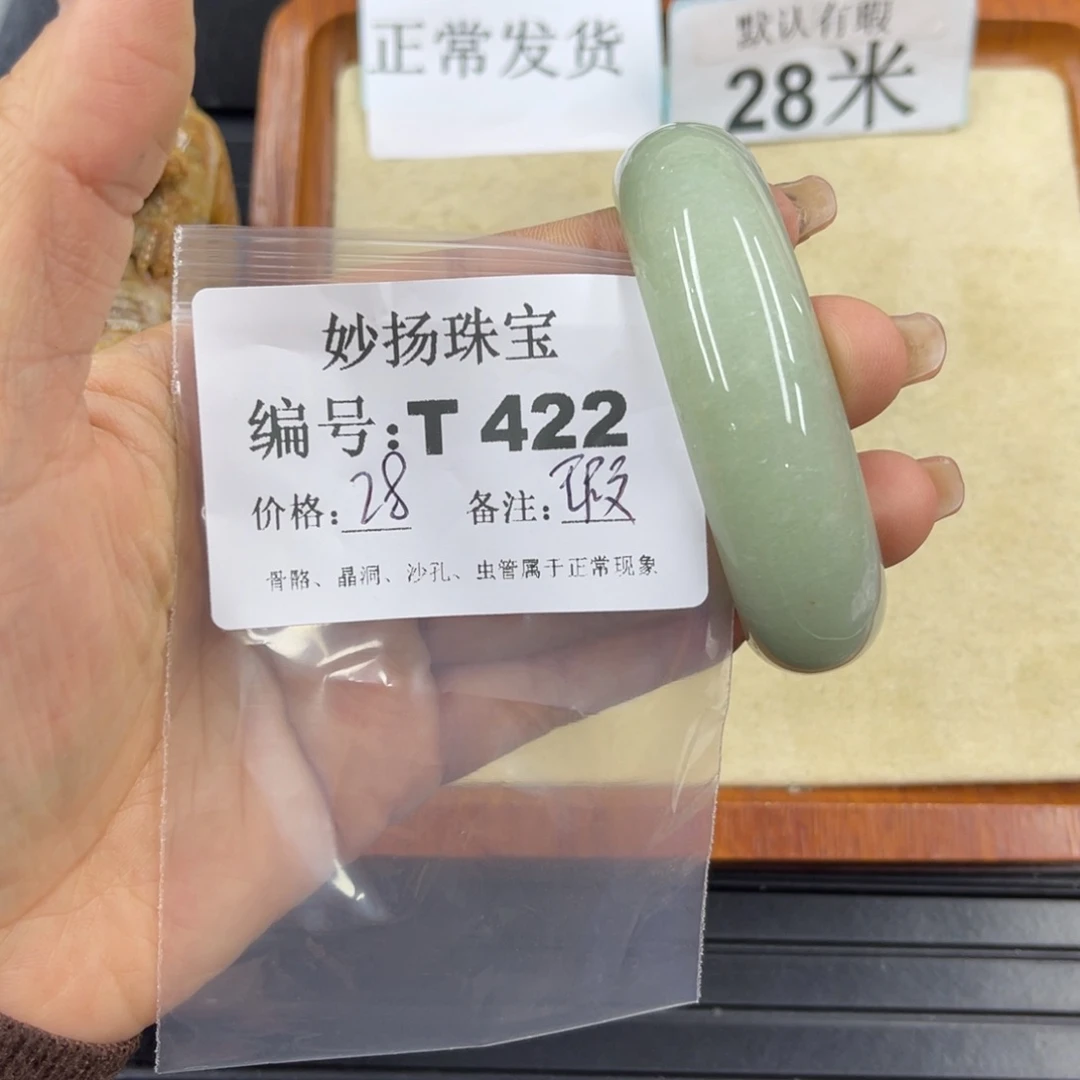 正常发货
默认有瑕
28米
妙扬珠宝
编号:T 422
价格:28 备注:瑕
骨骼、晶洞、沙孔、虫管属于正常现象